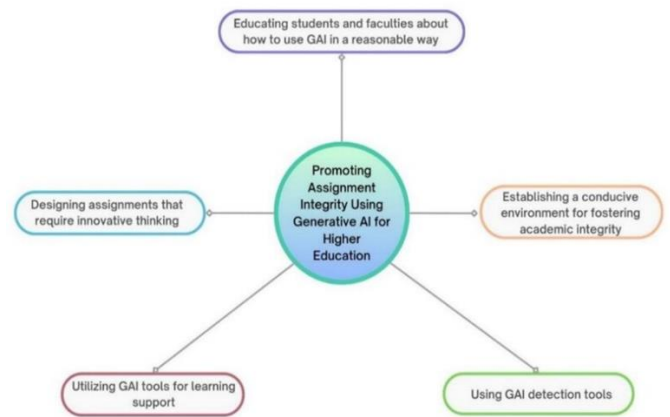 Educating students and faculties about
how to use GAI in a reasonable way
Promoting
Assignment
Integrity Using
Generative AI for
Higher
Education
Designing assignments that
require innovative thinking
Establishing a conducive
environment for fostering
academic integrity
Utilizing GAI tools for learning
support
Using GAI detection tools